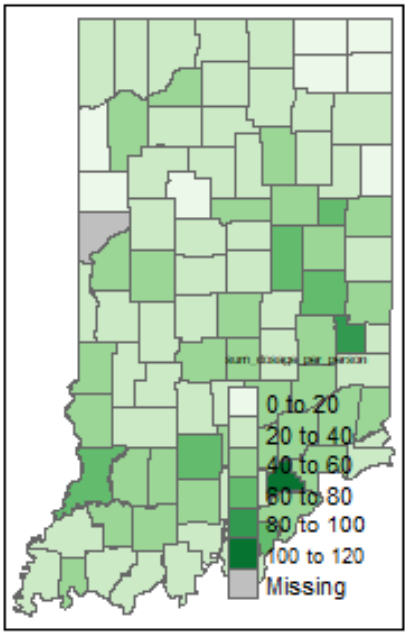 sum_dosage_per_person
0 to 20
20 to 40
40 to 60
60 to 80
80 to 100
100 to 120
Missing